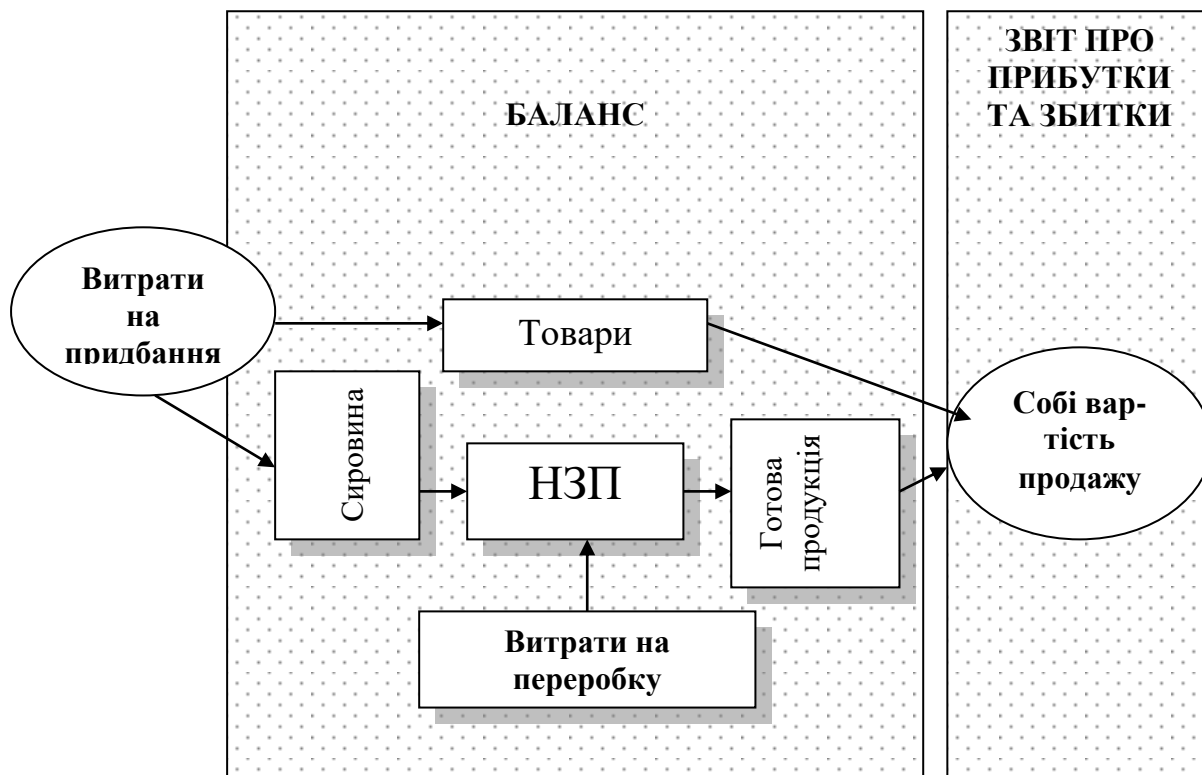 ЗВІТ ПРО
ПРИБУТКИ
ТА ЗБИТКИ
БАЛАНС
Витрати
на
придбання
Товари
Сировина
НЗП
Готова
продукція
Собі вар-
тість
продажу
Витрати на
переробку